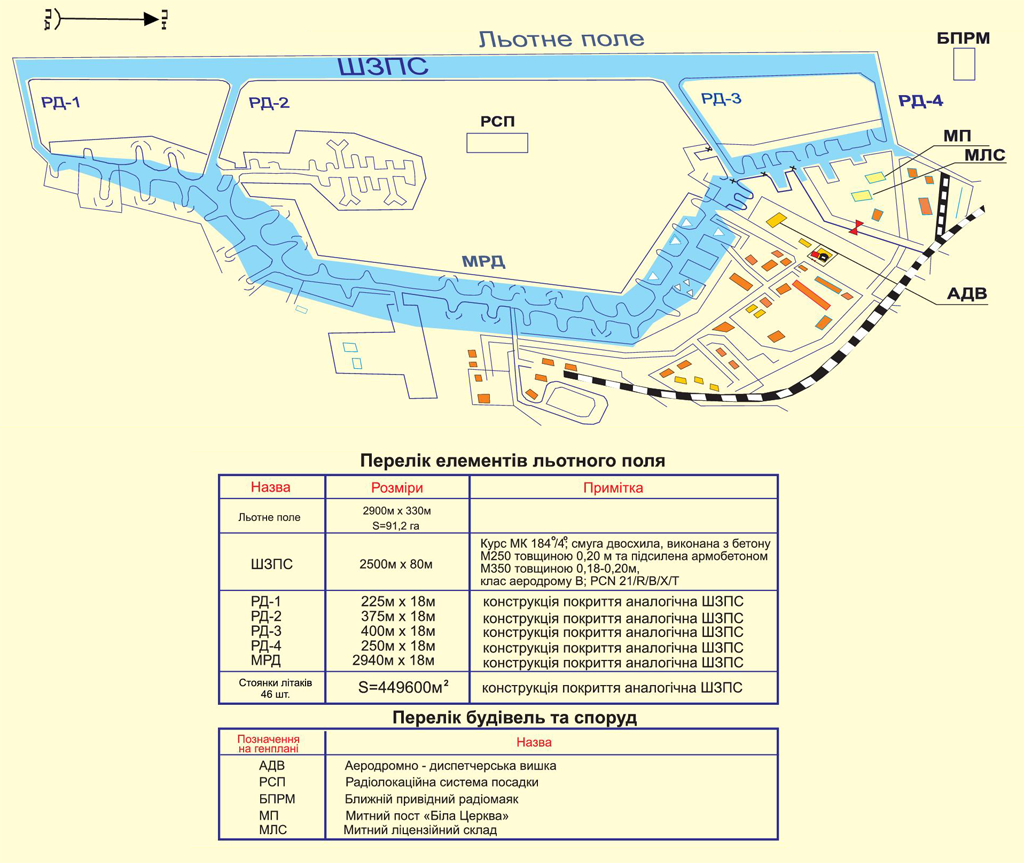 Пд
Пн
Льотне поле
ШЗПС
БПРМ
РД-1
РД-2
РД-3
РД-4
РСП
МП
МЛС
МРД
АДВ
Перелік елементів льотного поля
Назва Розміри Примітка
Льотне поле 2900м х 330м
S=91,2 га
ШЗПС 2500м х 80м
Курс МК 184°/4°; смуга двосхила, виконана з бетону
М250 товщиною 0,20 м та підсилена армобетоном
М350 товщиною 0,18-0,20м,
клас аеродрому В; PCN 21/R/B/X/T
РД-1 225м х 18м конструкція покриття аналогічна ШЗПС
РД-2 375м х 18м конструкція покриття аналогічна ШЗПС
РД-3 400м х 18м конструкція покриття аналогічна ШЗПС
РД-4 250м х 18м конструкція покриття аналогічна ШЗПС
МРД 2940м х 18м конструкція покриття аналогічна ШЗПС
Стоянки літаків
46 шт. S=449600м² конструкція покриття аналогічна ШЗПС
Перелік будівель та споруд
Позначення
на генплані Назва
АДВ Аеродромно - диспетчерська вишка
РСП Радіолокаційна система посадки
БПРМ Ближній привідний радіомаяк
МП Митний пост «Біла Церква»
МЛС Митний ліцензійний склад